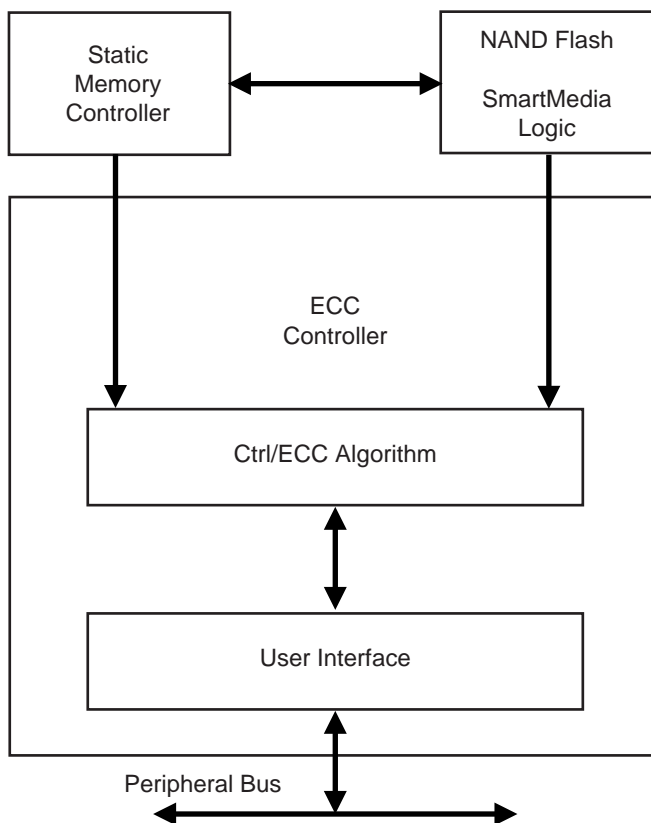 Static
Memory
Controller
NAND Flash
SmartMedia
Logic
ECC
Controller
Ctrl/ECC Algorithm
User Interface
Peripheral Bus